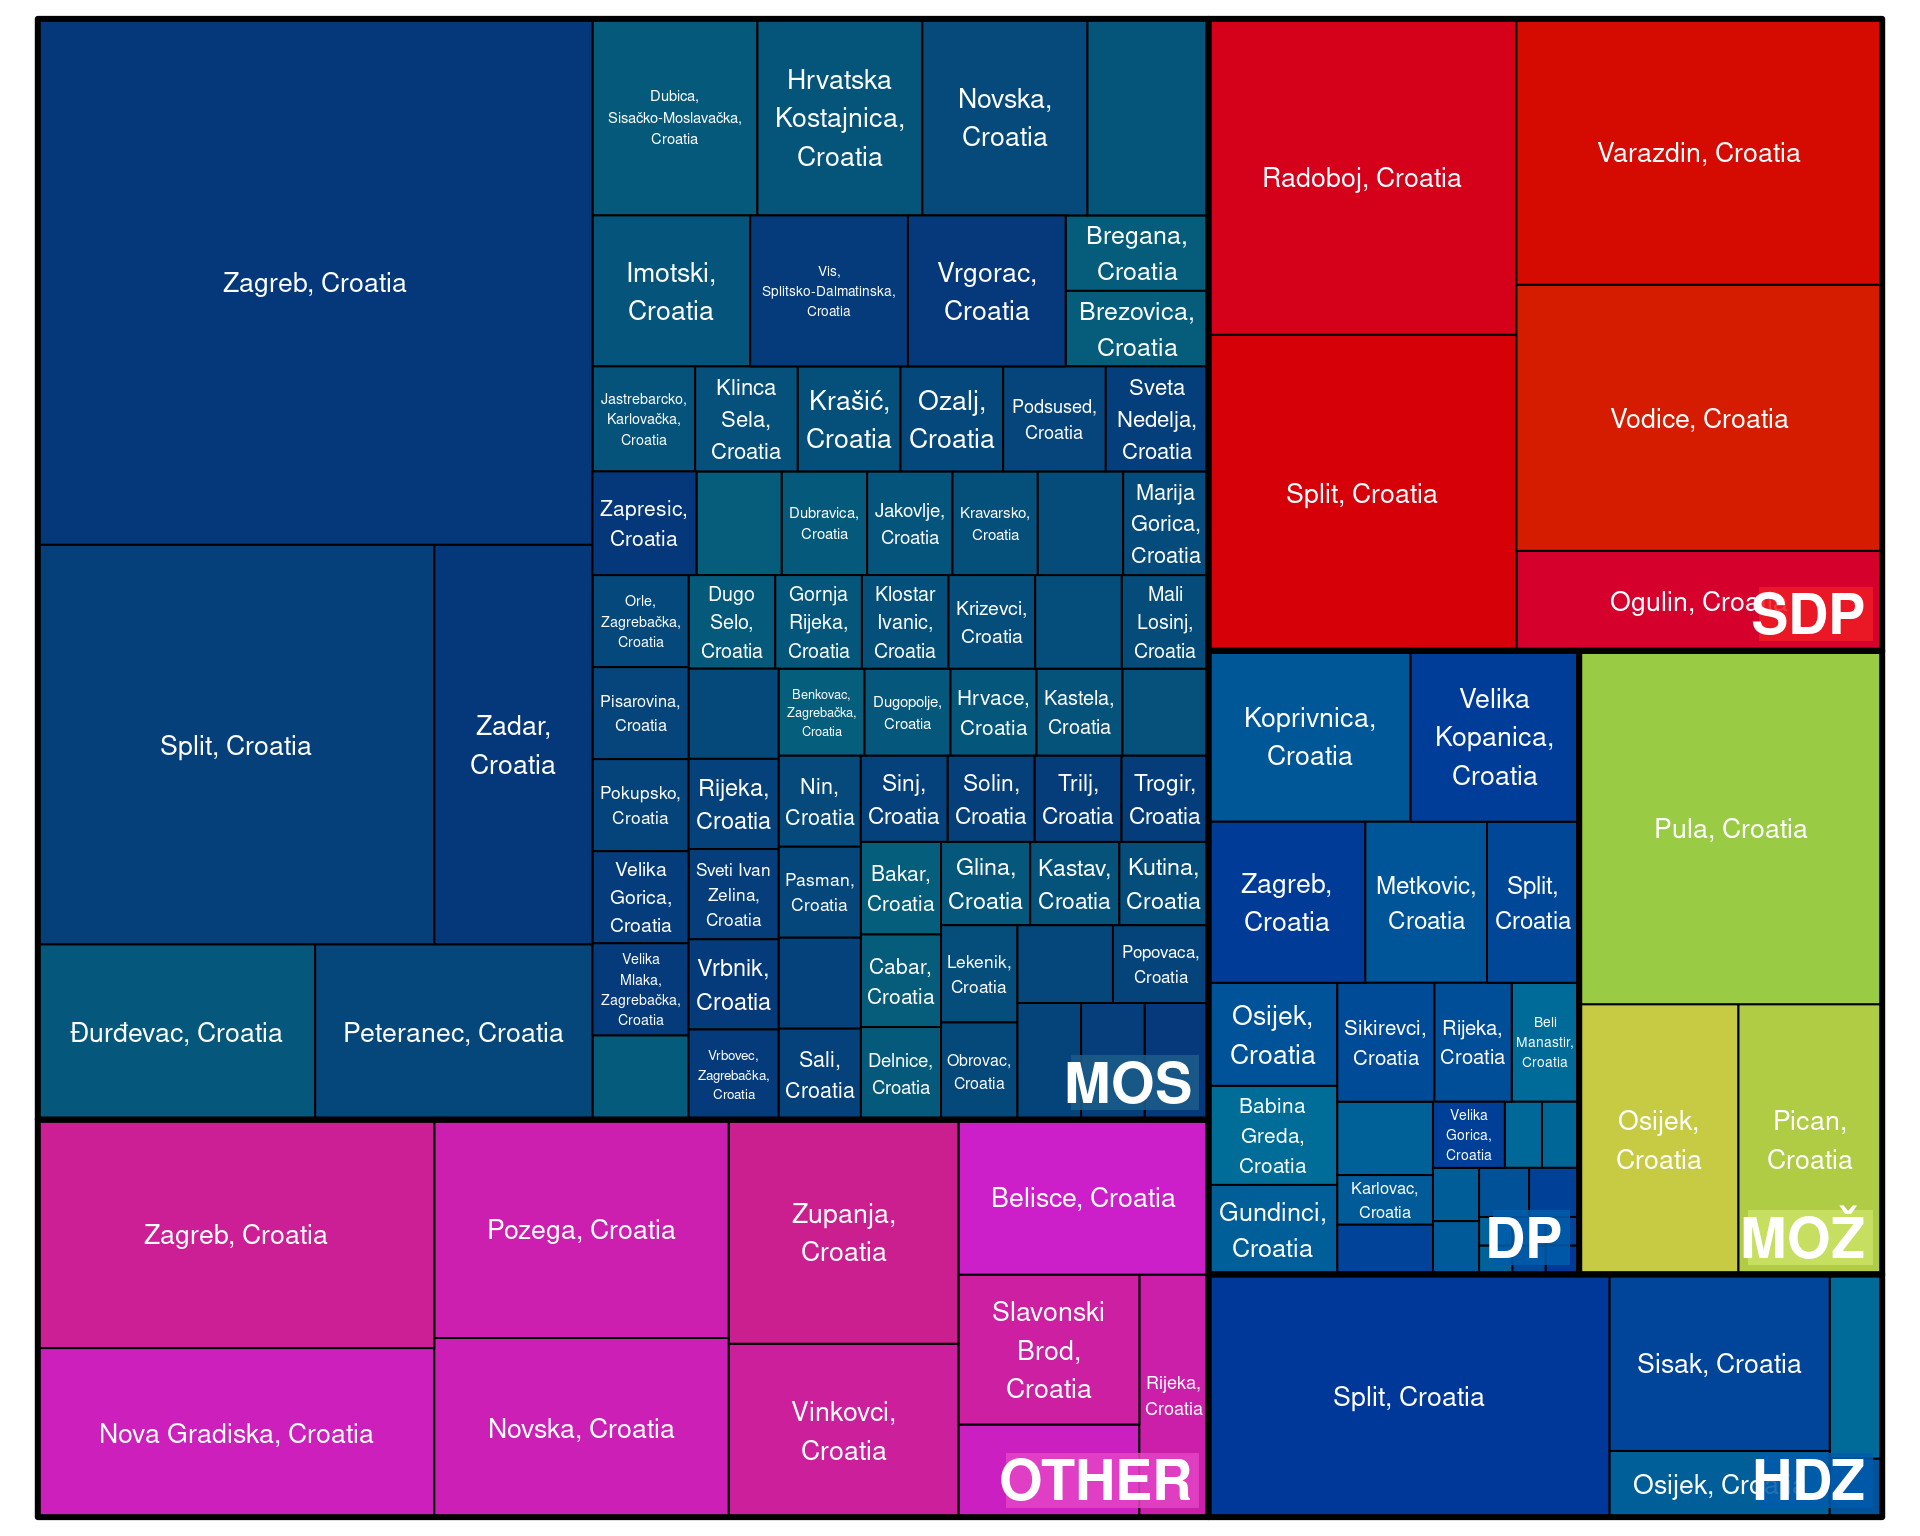 Zagreb, Croatia
Split, Croatia
Zadar,
Croatia
Đurđevac, Croatia
Peteranec, Croatia
Dubica,
Sisačko-Moslavačka,
Croatia
Hrvatska
Kostajnica,
Croatia
Novska,
Croatia
Imotski,
Croatia
Vis,
Splitsko-Dalmatinska,
Croatia
Vrgorac,
Croatia
Bregana,
Croatia
Brezovica,
Croatia
Jastrebarcko,
Karlovačka,
Croatia
Klinca
Sela,
Croatia
Krašić,
Croatia
Ozalj,
Croatia
Podsused,
Croatia
Sveta
Nedelja,
Croatia
Zapresic,
Croatia
Dubravica,
Croatia
Jakovlje,
Croatia
Kravarsko,
Croatia
Marija
Gorica,
Croatia
Orle,
Zagrebačka,
Croatia
Dugo
Selo,
Croatia
Gornja
Rijeka,
Croatia
Klostar
Ivanic,
Croatia
Krizevci,
Croatia
Mali
Losinj,
Croatia
Pisarovina,
Croatia
Benkovac,
Zagrebačka,
Croatia
Dugopolje,
Croatia
Hrvace,
Croatia
Kastela,
Croatia
Pokupsko,
Croatia
Rijeka,
Croatia
Nin,
Croatia
Sinj,
Croatia
Solin,
Croatia
Trilj,
Croatia
Trogir,
Croatia
Velika
Gorica,
Croatia
Sveti Ivan
Zelina,
Croatia
Pasman,
Croatia
Bakar,
Croatia
Glina,
Croatia
Kastav,
Croatia
Kutina,
Croatia
Velika
Mlaka,
Zagrebačka,
Croatia
Vrbnik,
Croatia
Cabar,
Croatia
Lekenik,
Croatia
Popovaca,
Croatia
Vrbovec,
Zagrebačka,
Croatia
Sali,
Croatia
Delnice,
Croatia
Obrovac,
Croatia
MOS
Radoboj, Croatia
Varazdin, Croatia
Split, Croatia
Vodice, Croatia
Ogulin, Croa
SDP
Koprivnica,
Croatia
Velika
Kopanica,
Croatia
Zagreb,
Croatia
Metkovic,
Croatia
Split,
Croatia
Osijek,
Croatia
Sikirevci,
Croatia
Rijeka,
Croatia
Beli
Manastir,
Croatia
Babina
Greda,
Croatia
Velika
Gorica,
Croatia
Gundinci,
Croatia
Karlovac,
Croatia
DP
Pula, Croatia
Osijek,
Croatia
Pican,
Croatia
MOŽ
Zagreb, Croatia
Pozega, Croatia
Zupanja,
Croatia
Belisce, Croatia
Nova Gradiska, Croatia
Novska, Croatia
Vinkovci,
Croatia
Slavonski
Brod,
Croatia
Rijeka,
Croatia
OTHER
Split, Croatia
Sisak, Croatia
Osijek, Cro
HDZ